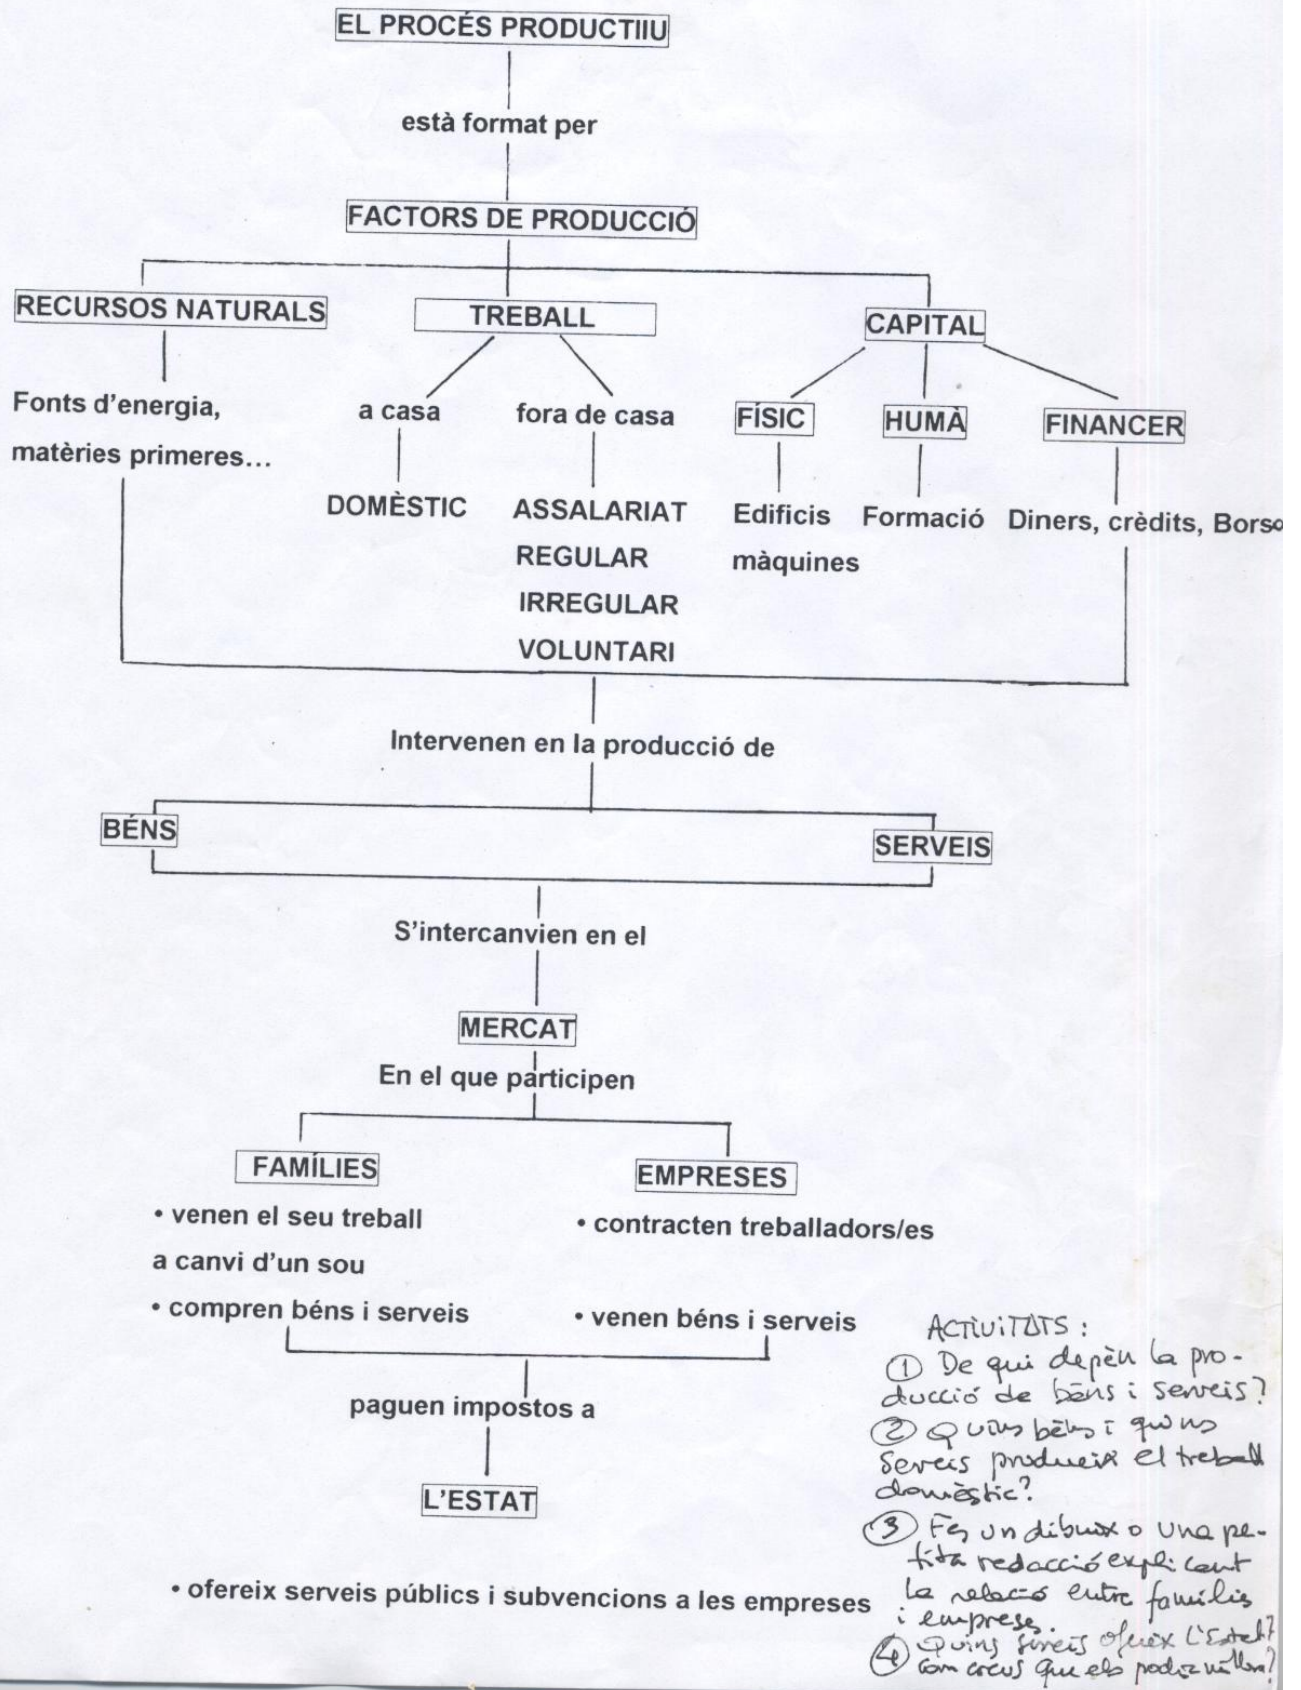 EL PROCÉS PRODUCTIIU
està format per
FACTORS DE PRODUCCIÓ
RECURSOS NATURALS
TREBALL
CAPITAL
Fonts d'energia,
matèries primeres...
a casa
fora de casa
FÍSIC
HUMÀ
FINANCER
DOMÈSTIC
ASSALARIAT
REGULAR
IRREGULAR
VOLUNTARI
Edificis
màquines
Formació
Diners, crèdits, Borsa
Intervenen en la producció de
BÉNS
SERVEIS
S'intercanvien en el
MERCAT
En el que participen
FAMÍLIES
• venen el seu treball
a canvi d'un sou
• compren béns i serveis
EMPRESES
• contracten treballadors/es
• venen béns i serveis
paguen impostos a
L'ESTAT
• ofereix serveis públics i subvencions a les empreses
ACTIVITATS:
① De qui depèn la pro-
ducció de béns i serveis?
② Quins béns i quins
serveis produeix el treball
domèstic?
③ Fes un dibuix o una pe-
tita redacció explicant
la relació entre famílies
i empreses.
④ Quins serveis ofereix l'Estat?
Com creus que els podria millorar?